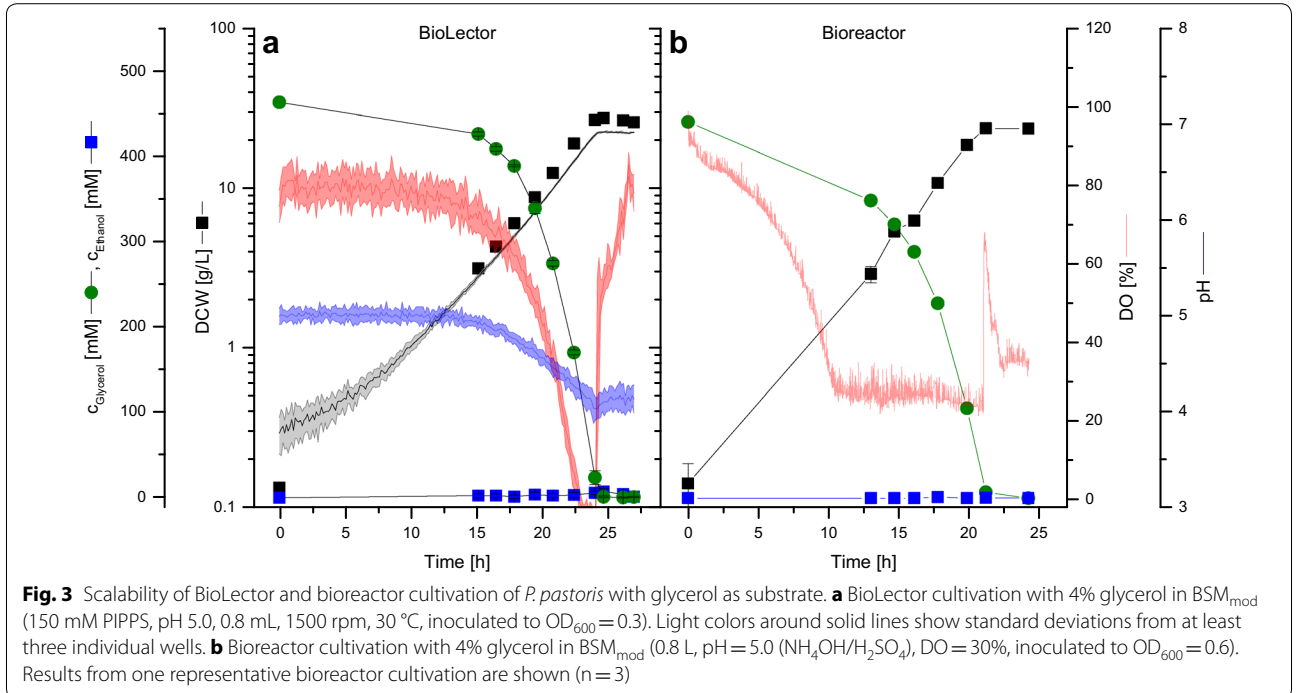 BioLector
Bioreactor
a
b
c_Glycerol [mM] , c_Ethanol [mM]
500
400
300
200
100
0
DCW [g/L]
100
10
1
0.1
0 5 10 15 20 25
Time [h]
0 5 10 15 20 25
Time [h]
120
100
80
60
40
20
0
DO [%]
8
7
6
5
4
3
pH
Fig. 3 Scalability of BioLector and bioreactor cultivation of P. pastoris with glycerol as substrate. a BioLector cultivation with 4% glycerol in BSMmod
(150 mM PIPPS, pH 5.0, 0.8 mL, 1500 rpm, 30 °C, inoculated to OD600 = 0.3). Light colors around solid lines show standard deviations from at least
three individual wells. b Bioreactor cultivation with 4% glycerol in BSMmod (0.8 L, pH = 5.0 (NH4OH/H2SO4), DO = 30%, inoculated to OD600 = 0.6).
Results from one representative bioreactor cultivation are shown (n = 3)